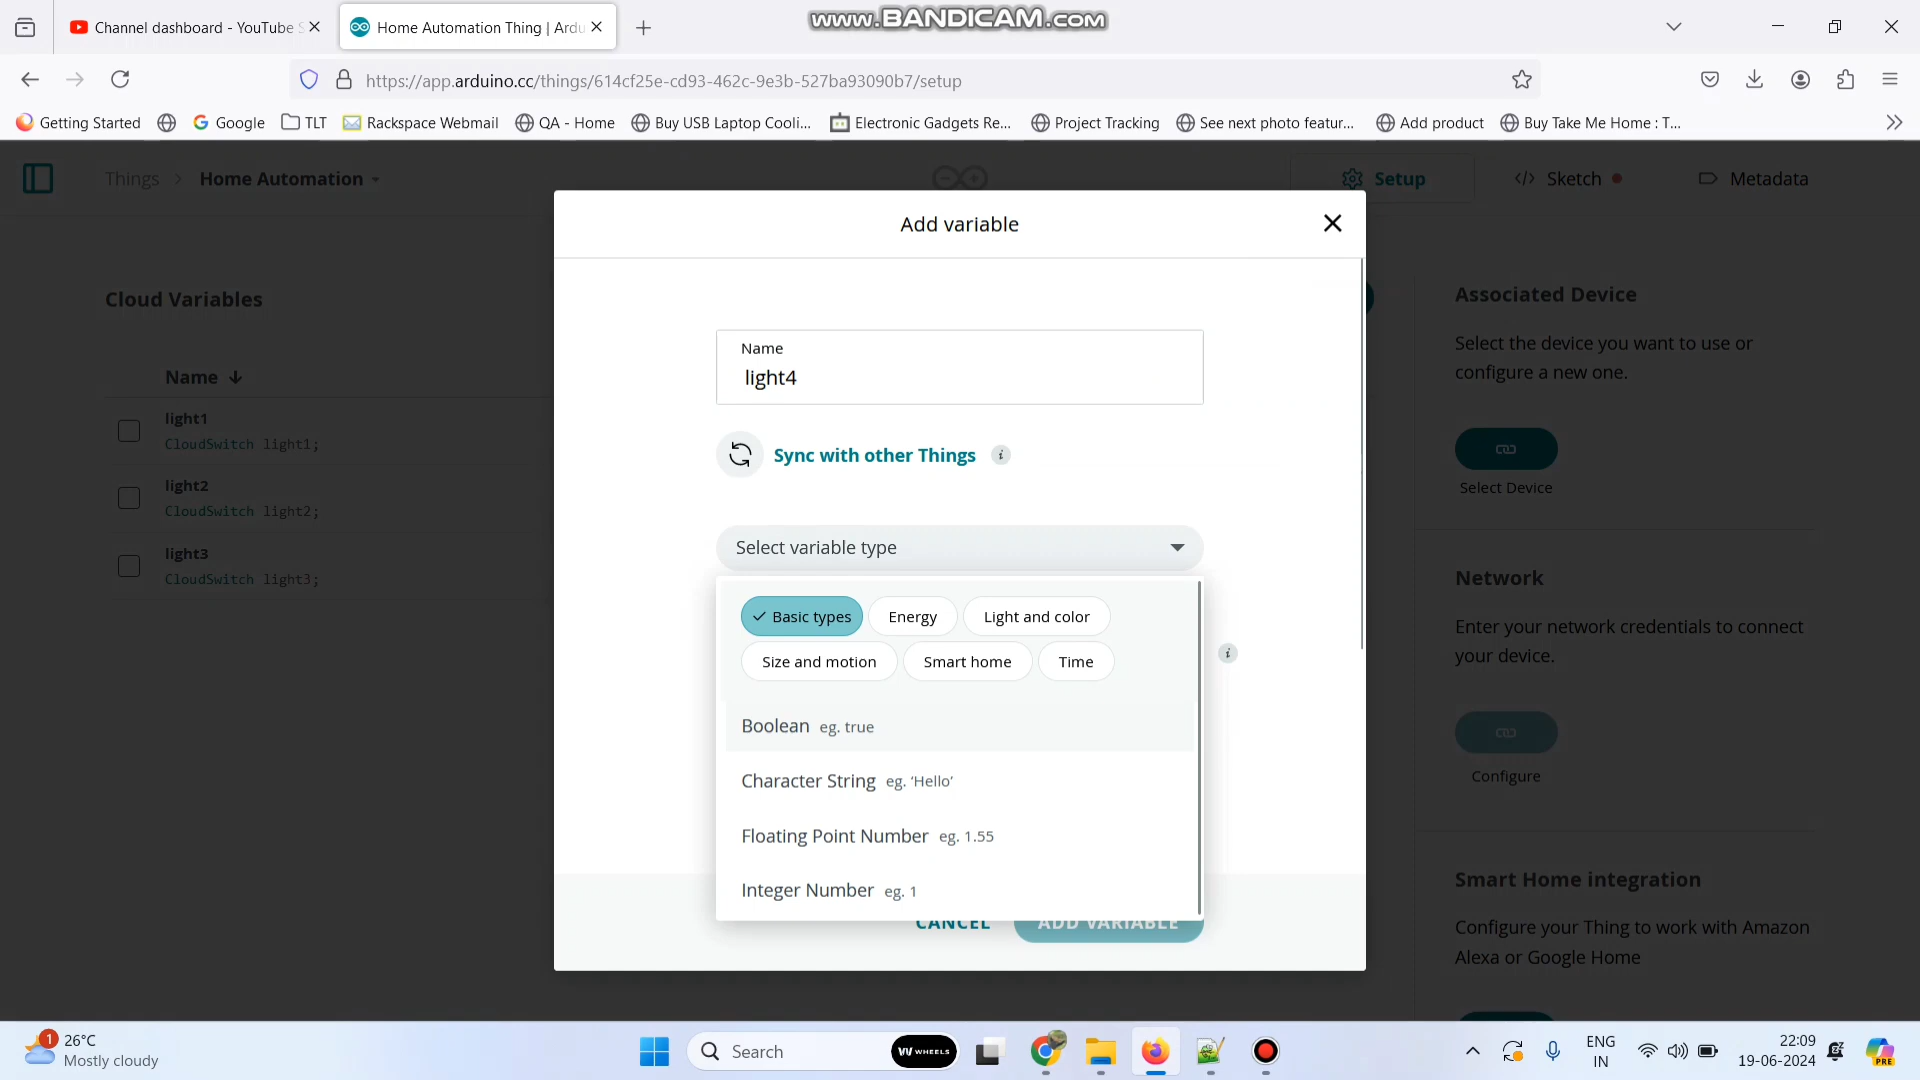 www.BANDICAM.com
Channel dashboard - YouTube S
Home Automation Thing | Ardu
https://app.arduino.cc/things/614cf25e-cd93-462c-9e3b-527ba93090b7/setup
Getting Started
Google
TLT
Rackspace Webmail
QA - Home
Buy USB Laptop Cooli...
Electronic Gadgets Re...
Project Tracking
See next photo featur...
Add product
Buy Take Me Home : T...
Things
Home Automation
Setup
Sketch
Metadata
Add variable
Cloud Variables
Name
light1
CloudSwitch light1;
light2
CloudSwitch light2;
light3
CloudSwitch light3;
Name
light4
Sync with other Things
i
Select variable type
Basic types
Energy
Light and color
Size and motion
Smart home
Time
i
Boolean eg. true
Character String eg. 'Hello'
Floating Point Number eg. 1.55
Integer Number eg. 1
CANCEL
ADD VARIABLE
Associated Device
Select the device you want to use or
configure a new one.
Select Device
Network
Enter your network credentials to connect
your device.
Configure
Smart Home integration
Configure your Thing to work with Amazon
Alexa or Google Home
1
26°C
Mostly cloudy
Search
WHEELS
ENG
IN
22:09
19-06-2024
PRE